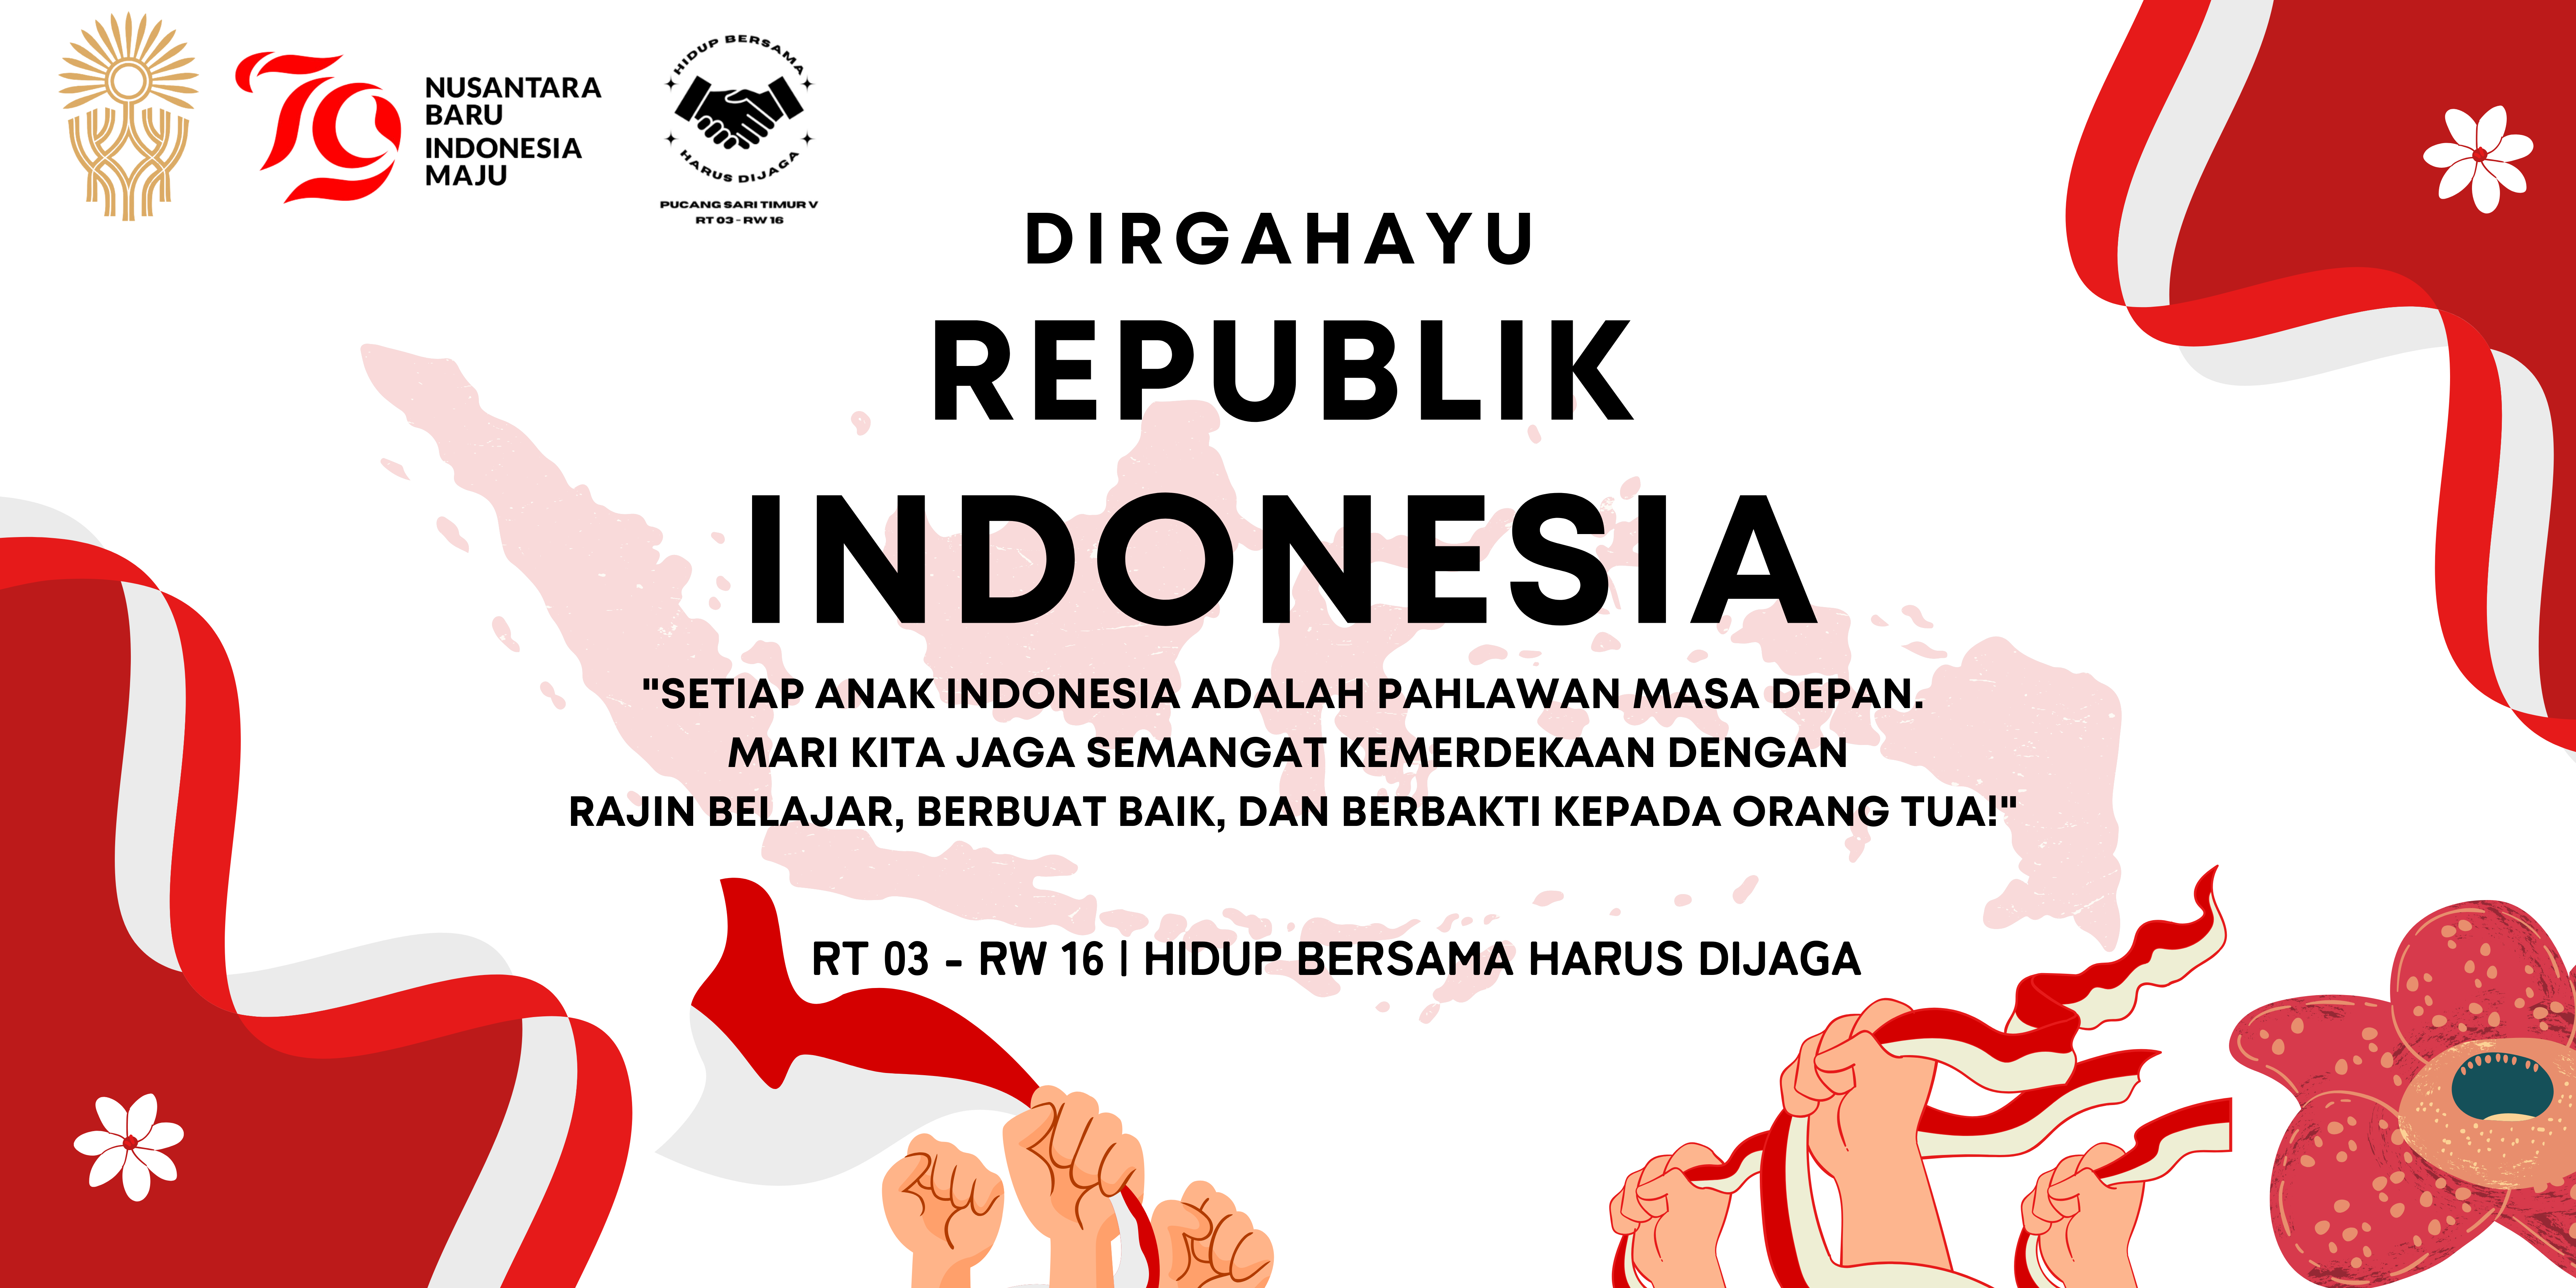 79
NUSANTARA
BARU
INDONESIA
MAJU
HIDUP BERSAMA
HARUS DIJAGA
PUCANG SARI TIMUR V
RT 03 - RW 16
DIRGAHAYU
REPUBLIK
INDONESIA
"SETIAP ANAK INDONESIA ADALAH PAHLAWAN MASA DEPAN.
MARI KITA JAGA SEMANGAT KEMERDEKAAN DENGAN
RAJIN BELAJAR, BERBUAT BAIK, DAN BERBAKTI KEPADA ORANG TUA!"
RT 03 - RW 16 | HIDUP BERSAMA HARUS DIJAGA